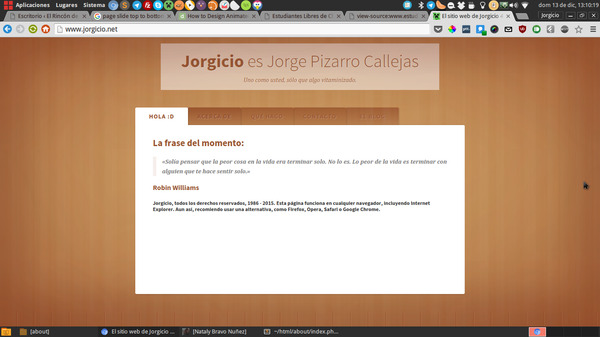 Aplicaciones Lugares Sistema
dom 13 de dic, 13:10:19
Escritorio « El Rincón de
page slide top to bottom
How to Design Animate
Estudiantes Libres de C
view-source:www.estud
El sitio web de Jorgicio
Jorgicio
www.jorgicio.net
Jorgicio es Jorge Pizarro Callejas
Uno como usted, sólo que algo vitaminizado.
HOLA :D
CONTACTO
La frase del momento:
«Solía pensar que la peor cosa en la vida era terminar solo. No lo es. Lo peor de la vida es terminar con
alguien que te hace sentir solo.»
Robin Williams
Jorgicio, todos los derechos reservados, 1986 - 2015. Esta página funciona en cualquier navegador, incluyendo Internet
Explorer. Aun así, recomiendo usar una alternativa, como Firefox, Opera, Safari o Google Chrome.
[about]
El sitio web de Jorgicio ...
[Nataly Bravo Nuñez]
~/html/about/index.ph...